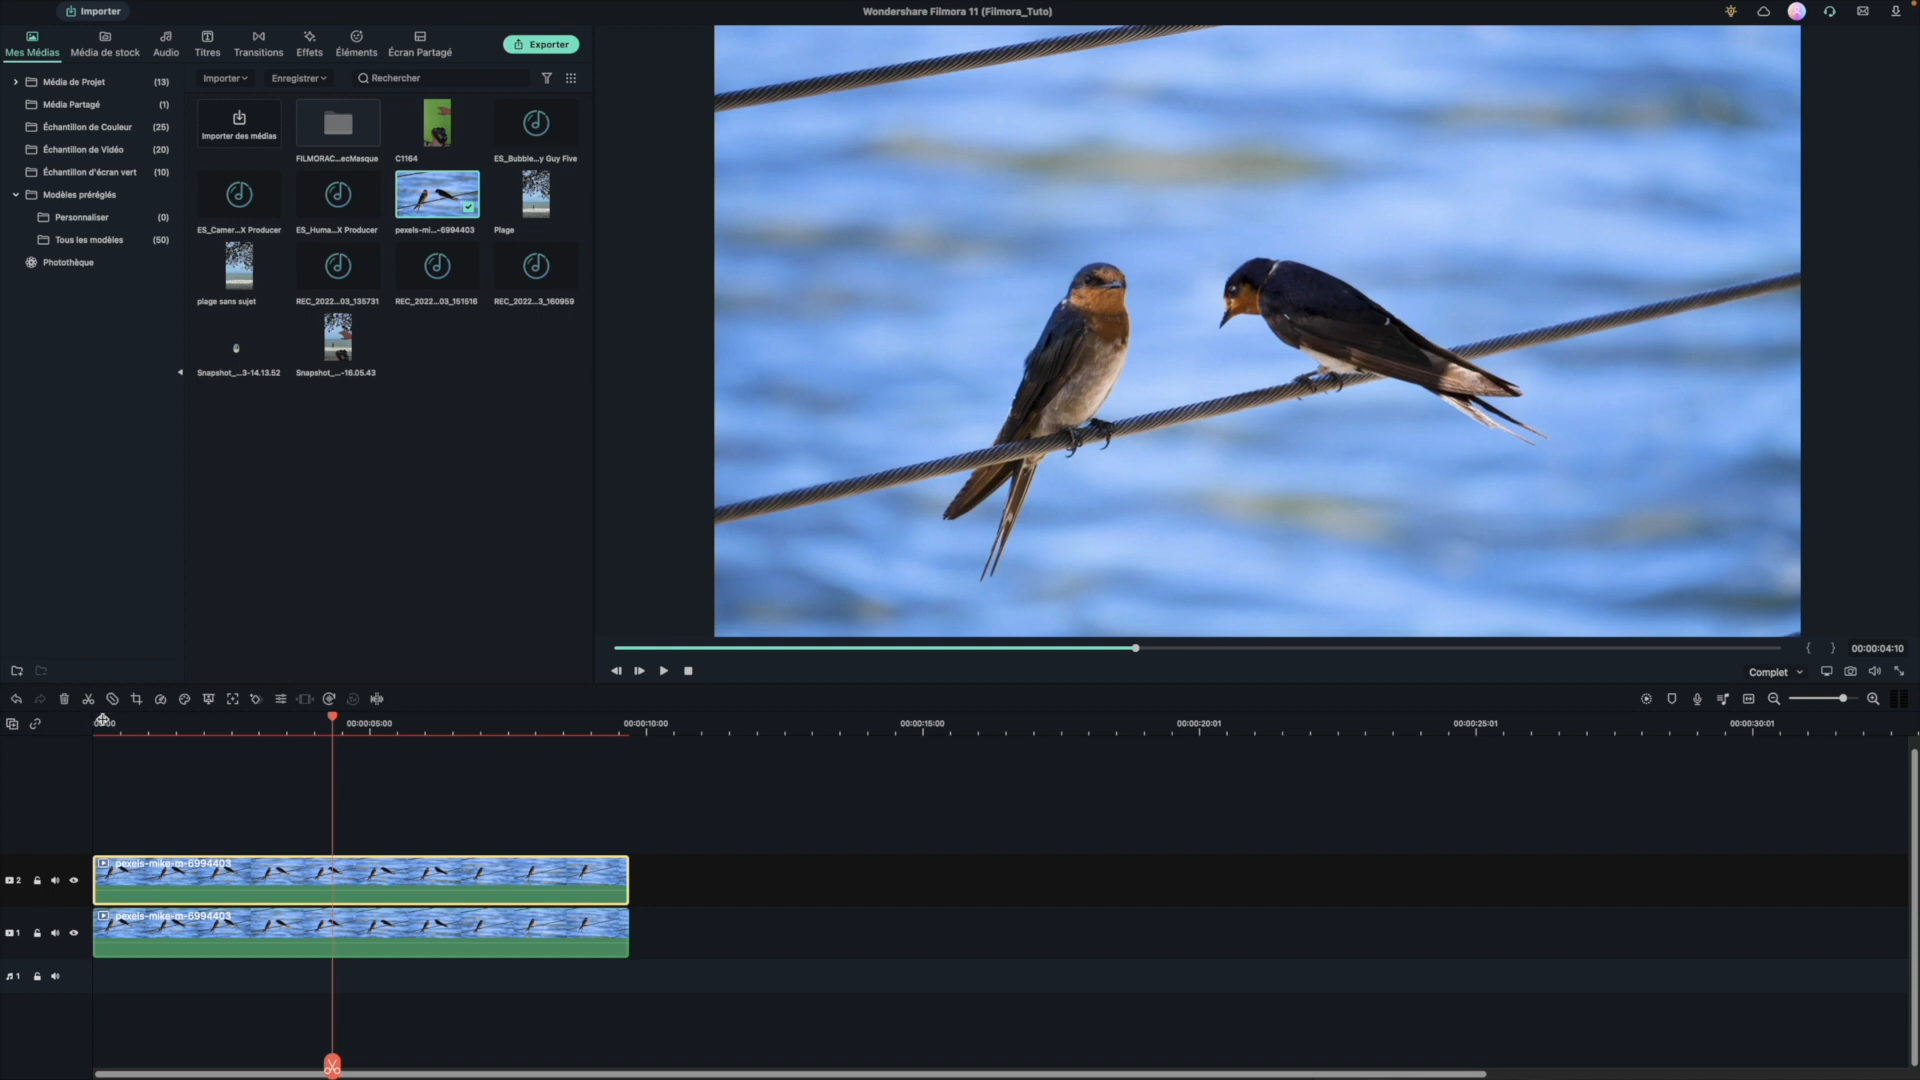 Importer
Wondershare Filmora 11 (Filmora_Tuto)
Mes Médias
Média de stock
Audio
Titres
Transitions
Effets
Éléments
Écran Partagé
Exporter
Importer
Enregistrer
Rechercher
Média de Projet (13)
Média Partagé (1)
Échantillon de Couleur (25)
Échantillon de Vidéo (20)
Échantillon d'écran vert (10)
Modèles préréglés
Personnaliser (0)
Tous les modèles (50)
Photothèque
Importer des médias
FILMORAC...ecMasque
C1164
ES_Bubble...y Guy Five
ES_Camer...X Producer
ES_Huma...X Producer
pexels-mi...-6994403
Plage
plage sans sujet
REC_2022...03_135731
REC_2022...03_151516
REC_2022...3_160959
Snapshot_...3-14.13.52
Snapshot_...-16.05.43
{ } 00:00:04:10
Complet
00:00:05:00
00:00:10:00
00:00:15:00
00:00:20:01
00:00:25:01
00:00:30:01
2
pexels-mike-m-6994403
1
pexels-mike-m-6994403
1